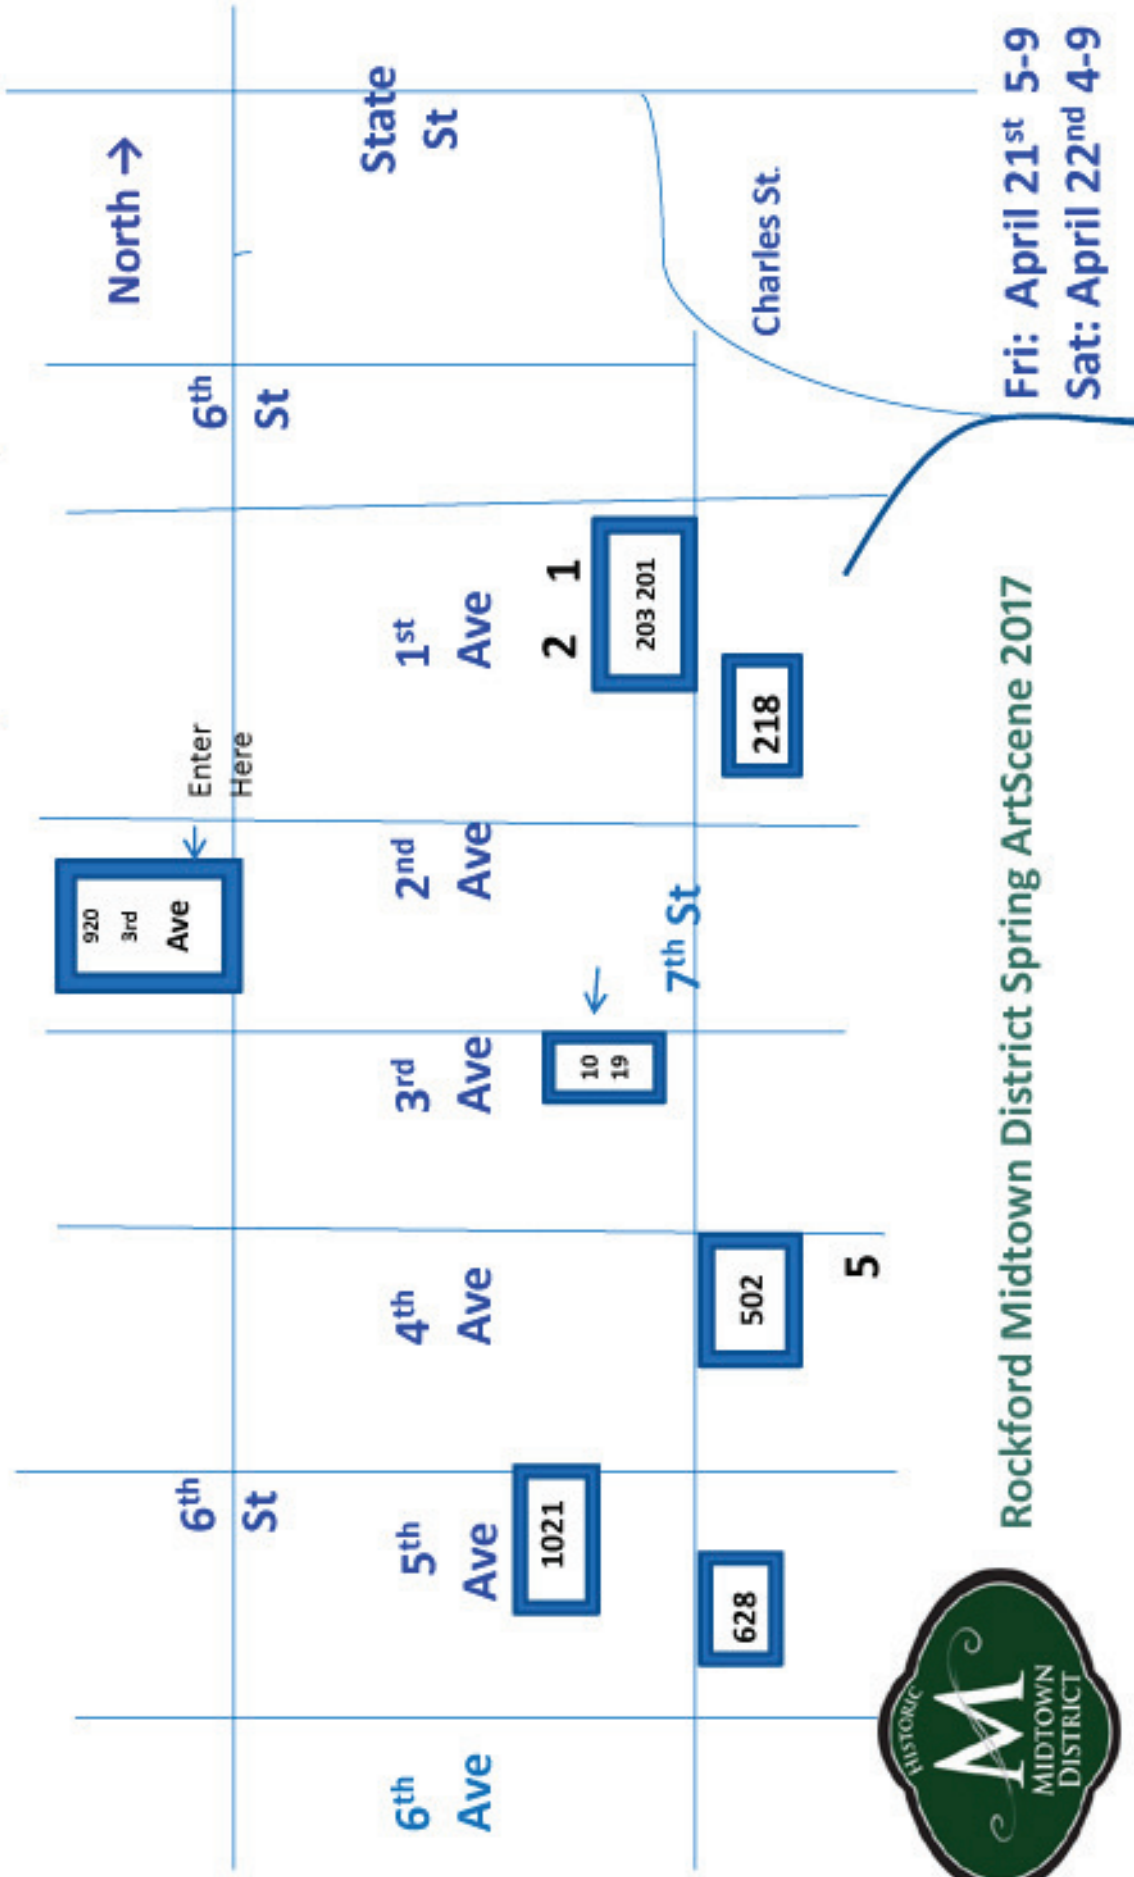 North →
State
St
6th
St
Charles St.
Fri: April 21st 5-9
Sat: April 22nd 4-9
1st
Ave
2 1
203 201
218
Enter
Here
920
3rd
Ave
2nd
Ave
7th St
3rd
Ave
10
19
4th
Ave
502
5
6th
St
5th
Ave
1021
628
6th
Ave
HISTORIC
M
MIDTOWN
DISTRICT
Rockford Midtown District Spring ArtScene 2017